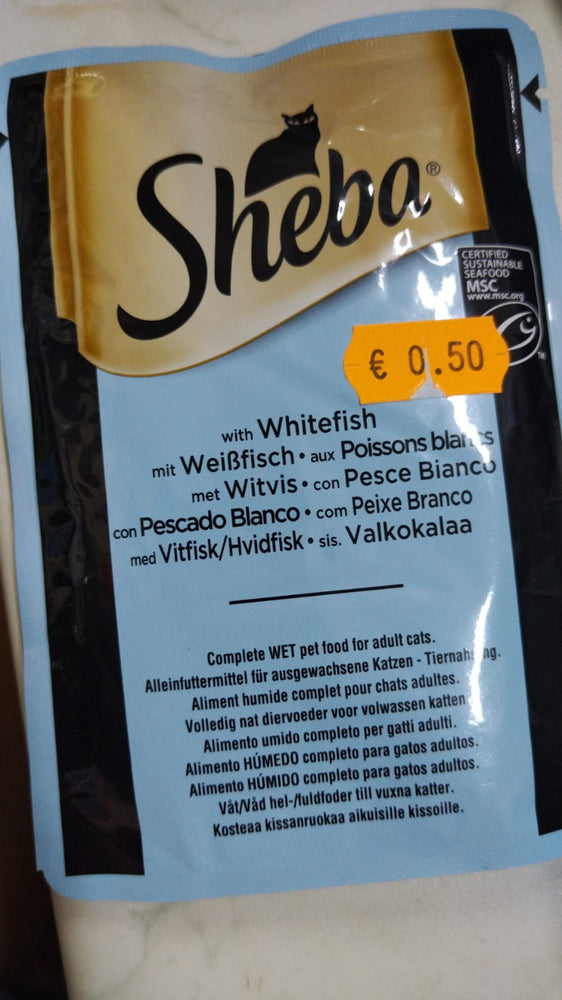 Sheba®
CERTIFIED
SUSTAINABLE
SEAFOOD
MSC
www.msc.org
TM
€ 0.50
with Whitefish
mit Weißfisch • aux Poissons blancs
met Witvis • con Pesce Bianco
con Pescado Blanco • com Peixe Branco
med Vitfisk/Hvidfisk • sis. Valkokalaa
Complete WET pet food for adult cats.
Alleinfuttermittel für ausgewachsene Katzen - Tiernahrung.
Aliment humide complet pour chats adultes.
Volledig nat diervoeder voor volwassen katten
Alimento umido completo per gatti adulti.
Alimento HÚMEDO completo para gatos adultos.
Alimento HÚMIDO completo para gatos adultos.
Våt/Våd hel-/fuldfoder till vuxna katter.
Kosteaa kissanruokaa aikuisille kissoille.